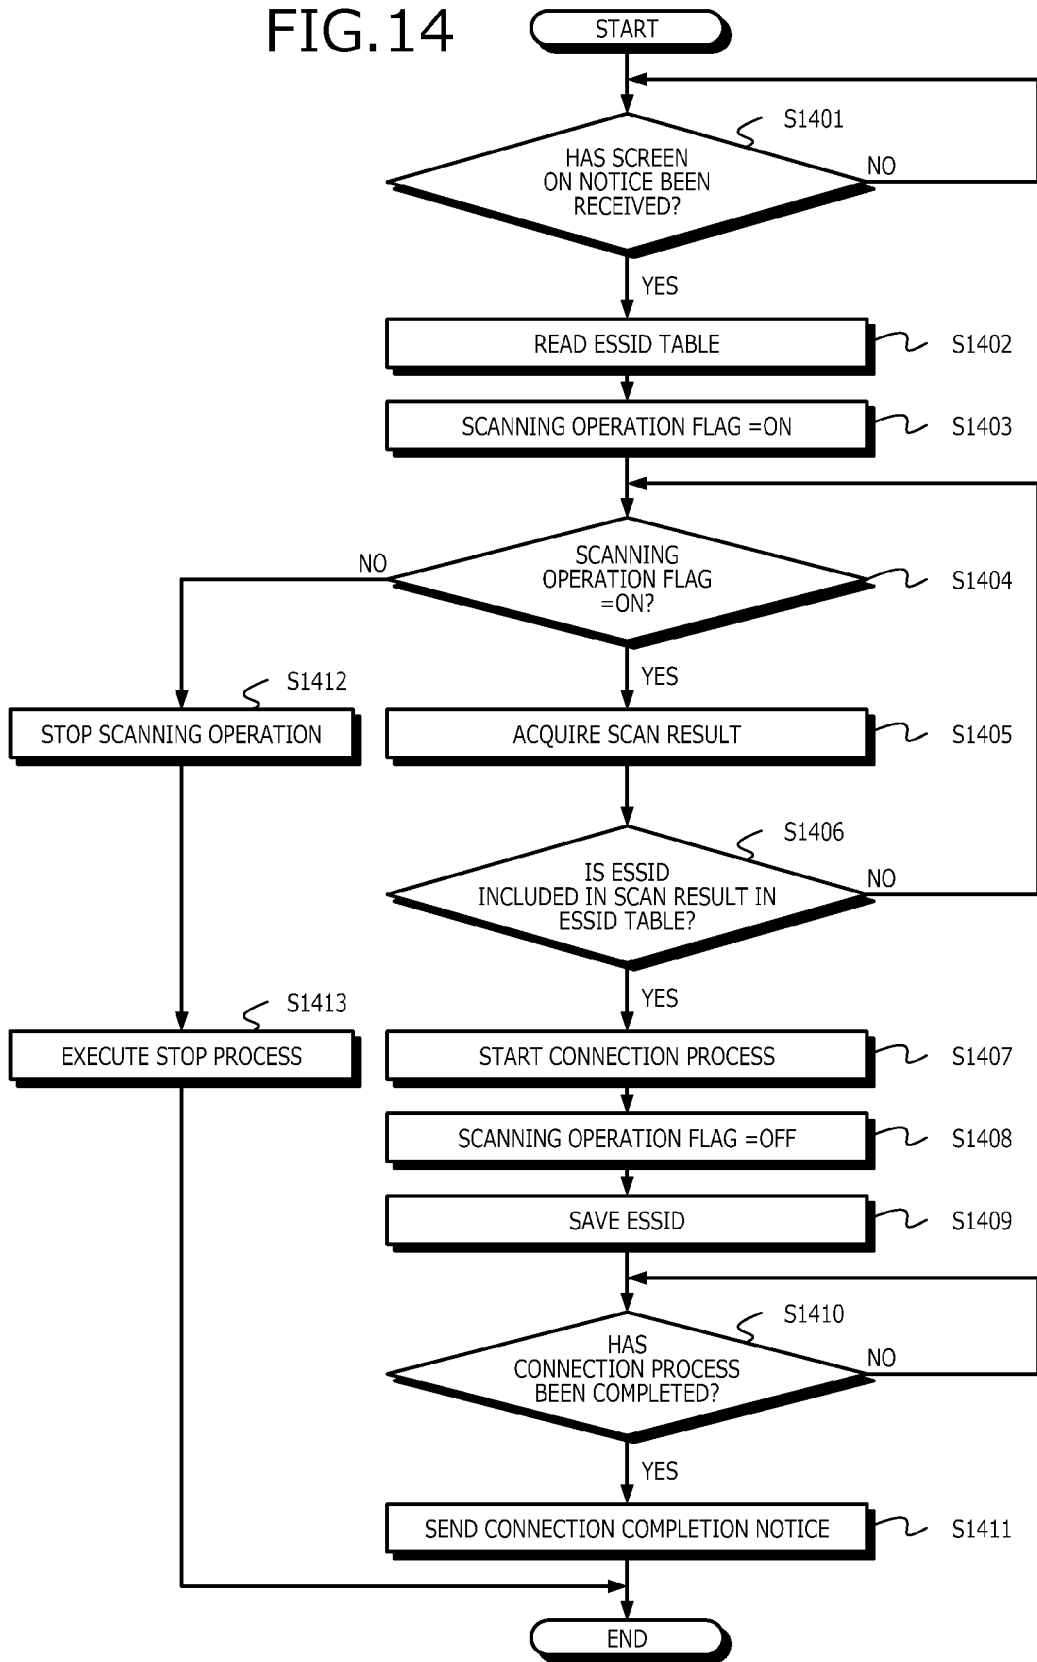 FIG.14
START
S1401
HAS SCREEN
ON NOTICE BEEN
RECEIVED?
NO
YES
READ ESSID TABLE
S1402
SCANNING OPERATION FLAG =ON
S1403
SCANNING
OPERATION FLAG
=ON?
NO
S1404
YES
S1412
STOP SCANNING OPERATION
ACQUIRE SCAN RESULT
S1405
S1406
IS ESSID
INCLUDED IN SCAN RESULT IN
ESSID TABLE?
NO
YES
S1413
EXECUTE STOP PROCESS
START CONNECTION PROCESS
S1407
SCANNING OPERATION FLAG =OFF
S1408
SAVE ESSID
S1409
S1410
HAS
CONNECTION PROCESS
BEEN COMPLETED?
NO
YES
SEND CONNECTION COMPLETION NOTICE
S1411
END